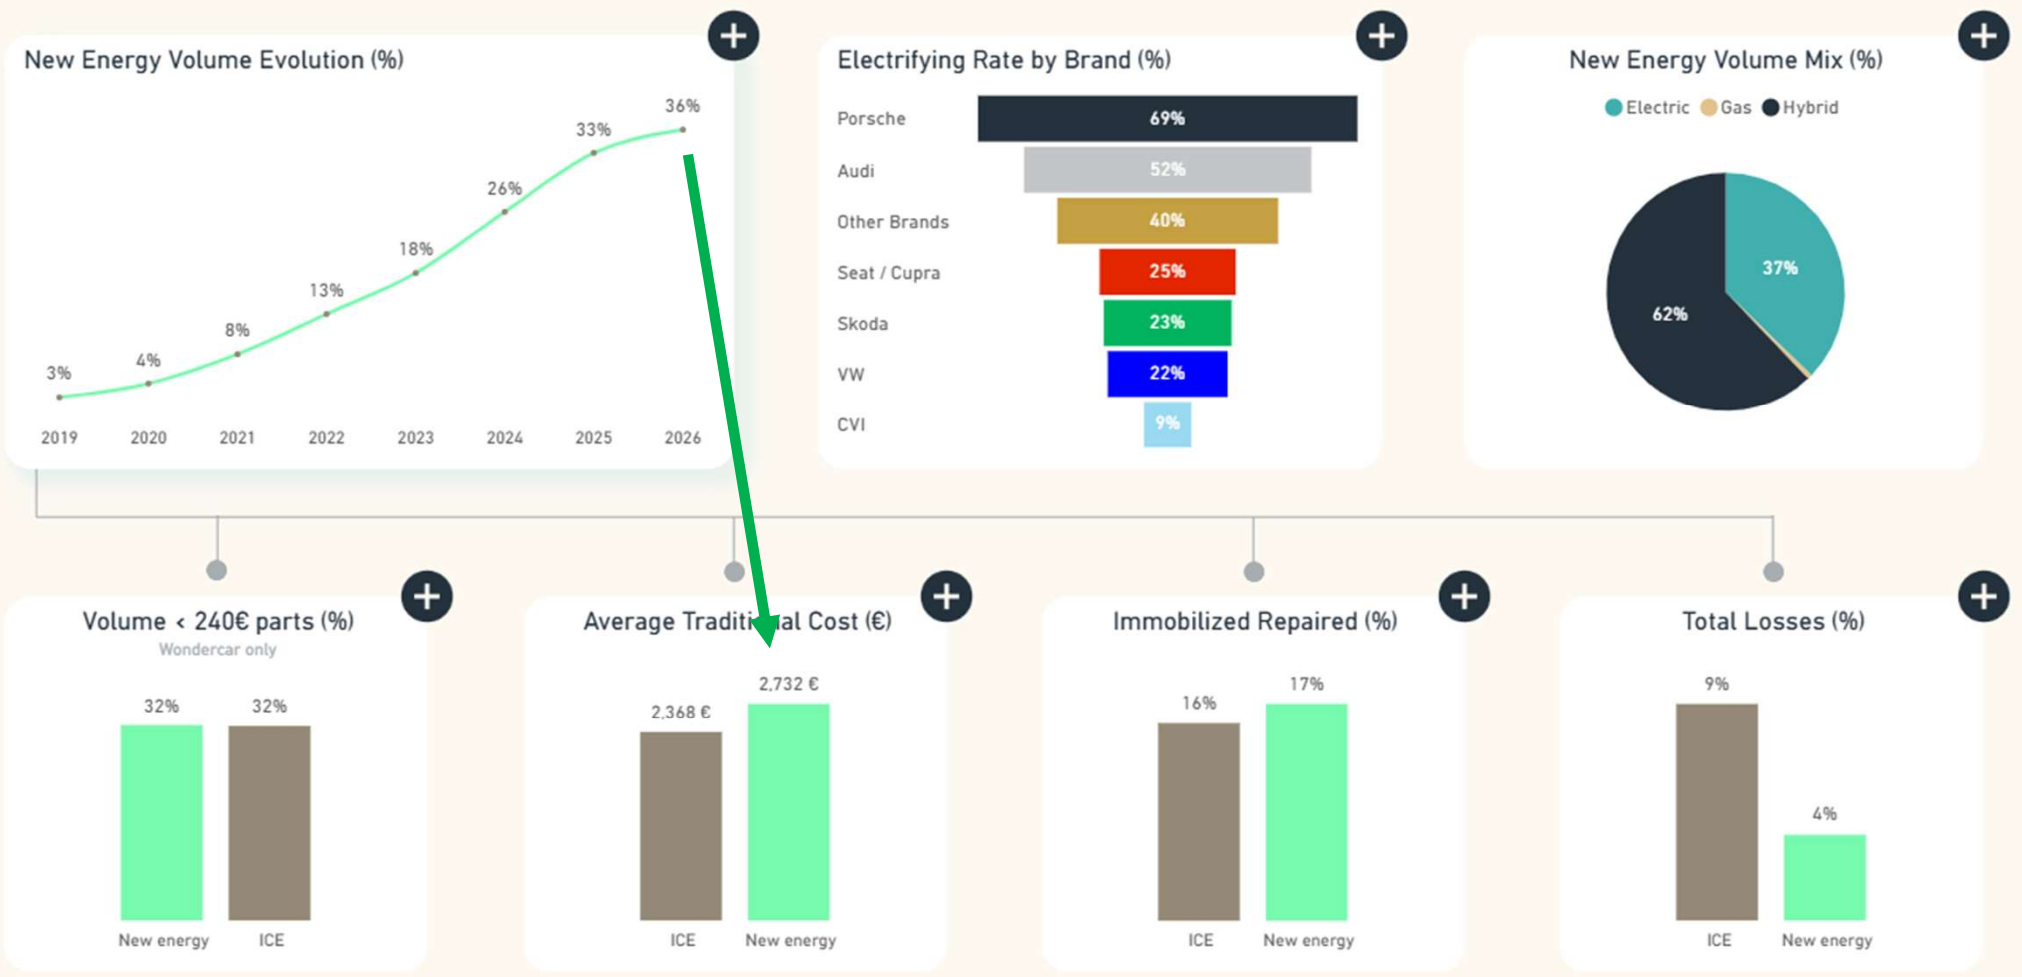 New Energy Volume Evolution (%)
3%
4%
8%
13%
18%
26%
33%
36%
2019 2020 2021 2022 2023 2024 2025 2026
Electrifying Rate by Brand (%)
Porsche 69%
Audi 52%
Other Brands 40%
Seat / Cupra 25%
Skoda 23%
VW 22%
CVI 9%
New Energy Volume Mix (%)
Electric Gas Hybrid
37%
62%
Volume < 240€ parts (%)
Wondercar only
32% 32%
New energy ICE
Average Traditional Cost (€)
2,368 € 2,732 €
ICE New energy
Immobilized Repaired (%)
16% 17%
ICE New energy
Total Losses (%)
9% 4%
ICE New energy